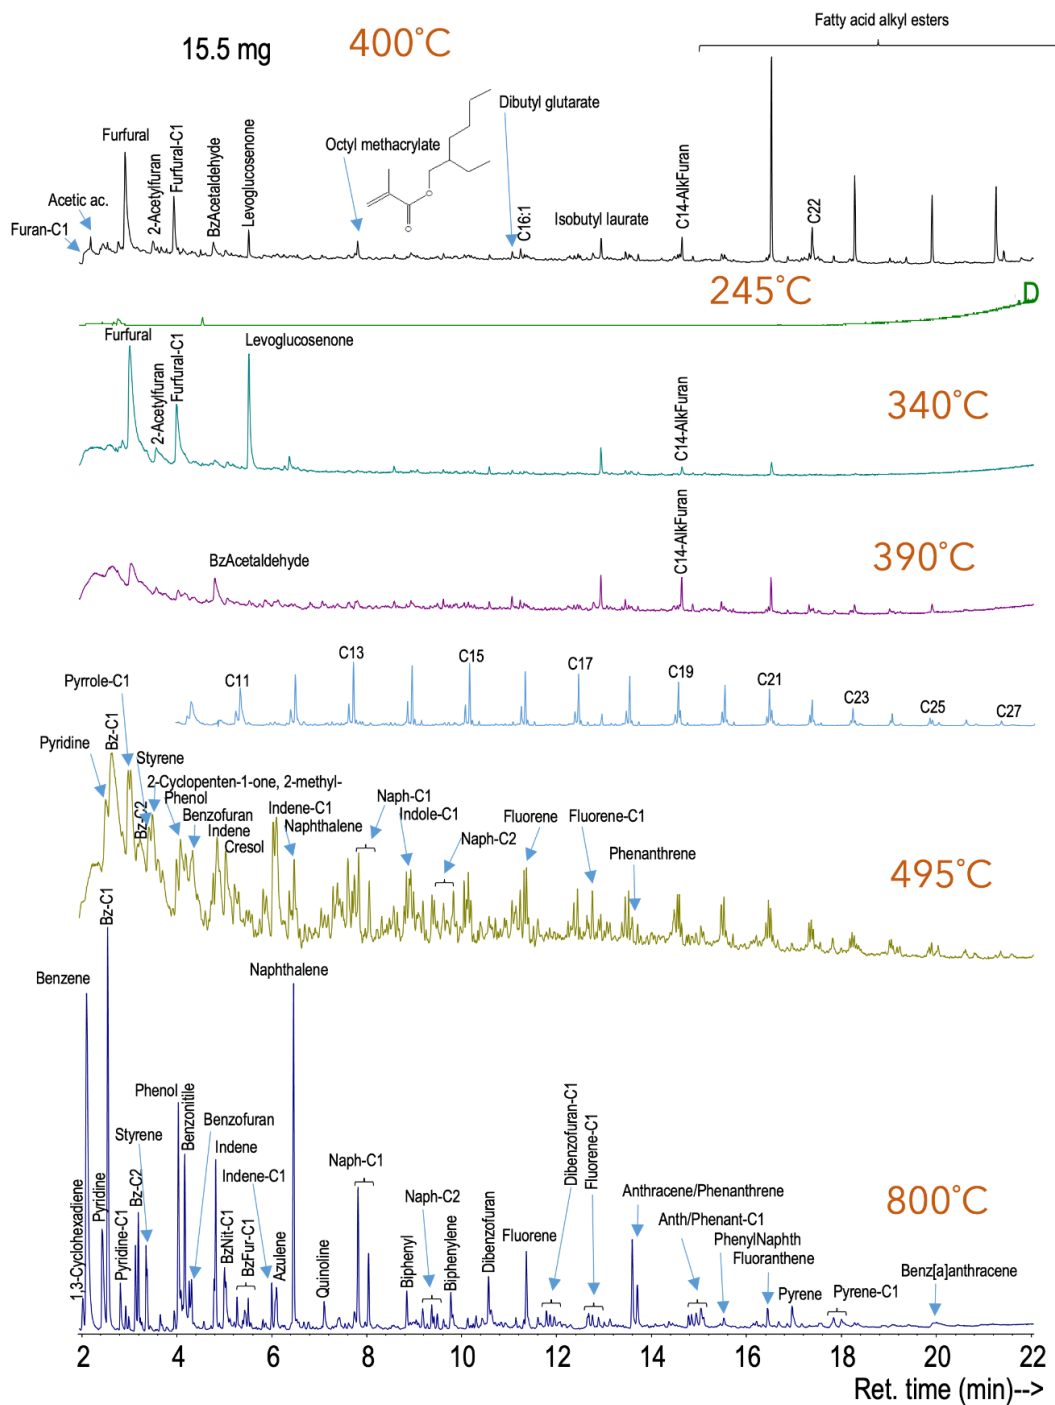 Fatty acid alkyl esters
15.5 mg
400°C
Dibutyl glutarate
Furfural
Octyl methacrylate
2-Acetylfuran
Furfural-C1
BzAcetaldehyde
Levoglucosenone
C14-AlkFuran
Acetic ac.
Furan-C1
O
O
C16:1
Isobutyl laurate
C22
245°C
D
Furfural
2-Acetylfuran
Furfural-C1
Levoglucosenone
C14-AlkFuran
340°C
BzAcetaldehyde
C14-AlkFuran
390°C
C11
C13
C15
C17
C19
C21
C23
C25
C27
Pyrrole-C1
Pyridine
Bz-C1
Styrene
2-Cyclopenten-1-one, 2-methyl-
Bz-C2
Phenol
Benzofuran
Indene
Cresol
Indene-C1
Naphthalene
Naph-C1
Indole-C1
Naph-C2
Fluorene
Fluorene-C1
Phenanthrene
495°C
Benzene
Bz-C1
Naphthalene
1,3-Cyclohexadiene
Pyridine
Pyridine-C1
Bz-C2
Styrene
Phenol
Benzonitile
Benzofuran
Indene
Indene-C1
BzNit-C1
BzFur-C1
Azulene
Quinoline
Naph-C1
Biphenyl
Naph-C2
Biphenylene
Dibenzofuran
Fluorene
Dibenzofuran-C1
Fluorene-C1
Anthracene/Phenanthrene
Anth/Phenant-C1
PhenylNaphth
Fluoranthene
Pyrene
Pyrene-C1
Benz[a]anthracene
800°C
2 4 6 8 10 12 14 16 18 20 22
Ret. time (min)-->